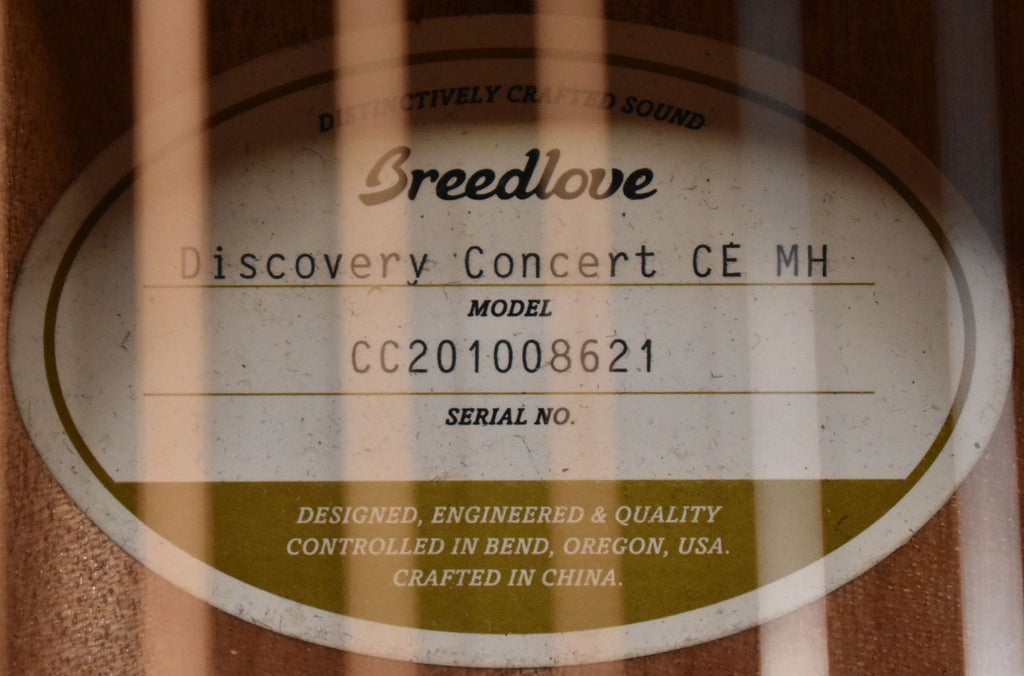 DISTINCTIVELY CRAFTED SOUND
Breedlove
Discovery Concert CE MH
MODEL
CC201008621
SERIAL NO.
DESIGNED, ENGINEERED & QUALITY
CONTROLLED IN BEND, OREGON, USA.
CRAFTED IN CHINA.